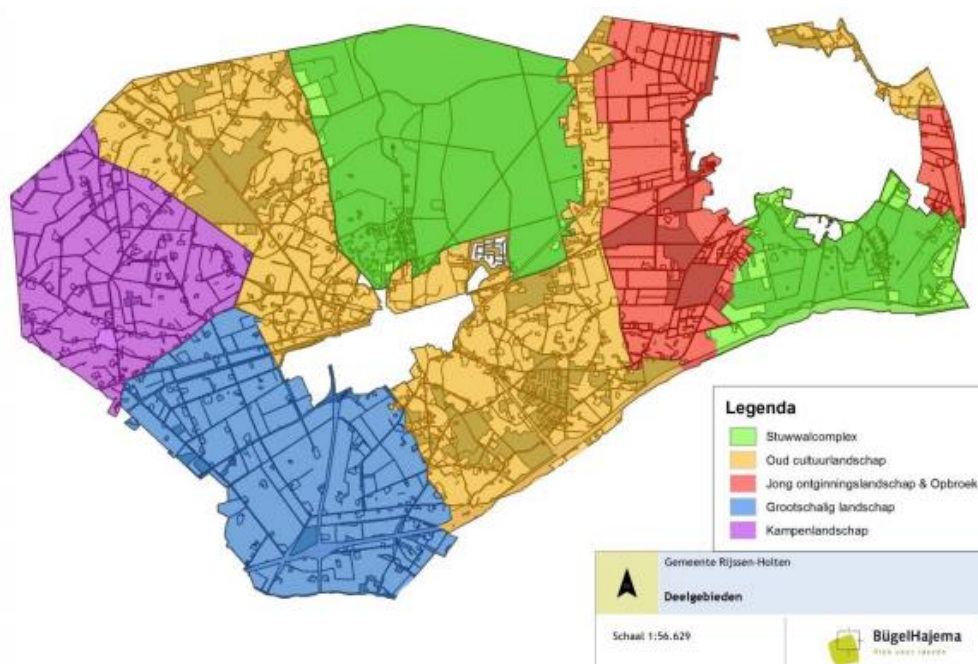 Legenda
Stuwwalcomplex
Oud cultuurlandschap
Jong ontginningslandschap & Opbroek
Grootschalig landschap
Kampenlandschap
Gemeente Rijssen-Holten
Deelgebieden
Schaal 1:56.629
BügelHajema